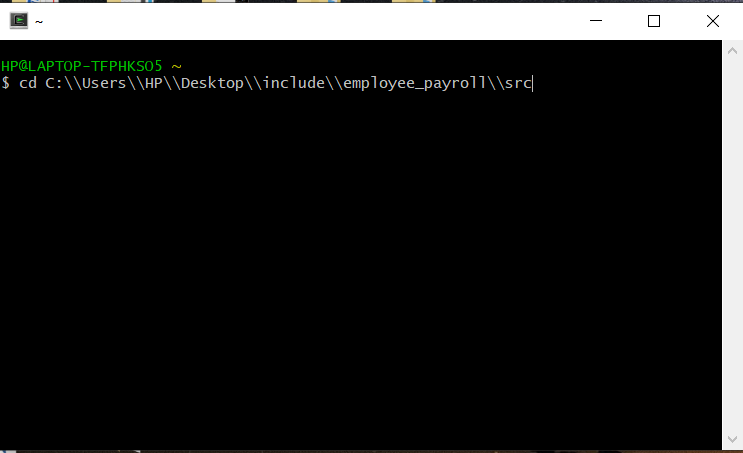 ~
HP@LAPTOP-TFPHKSO5 ~
$ cd C:\\Users\\HP\\Desktop\\include\\employee_payroll\\src